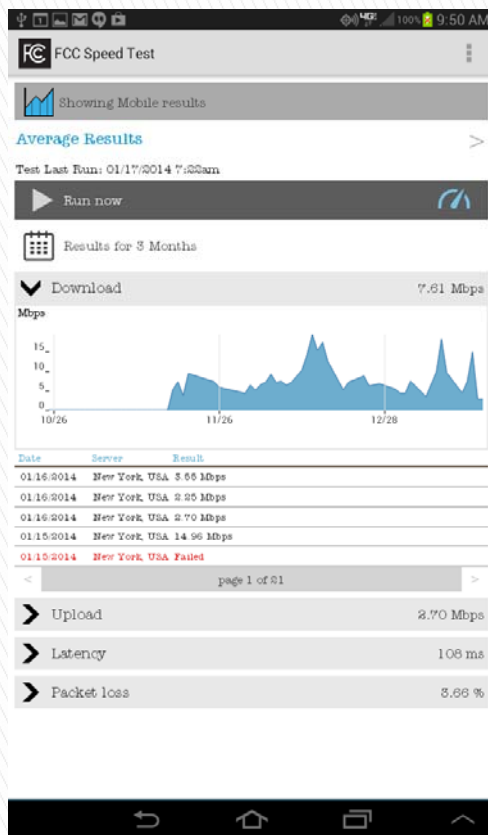 4G LTE 100% 9:50 AM
FCC FCC Speed Test
Showing Mobile results
Average Results >
Test Last Run: 01/17/2014 7:22am
Run now
Results for 3 Months
Download 7.61 Mbps
Mbps
15
10
5
0
10/26 11/26 12/28
Date Server Result
01/16/2014 New York, USA 3.55 Mbps
01/16/2014 New York, USA 2.25 Mbps
01/16/2014 New York, USA 2.70 Mbps
01/15/2014 New York, USA 14.96 Mbps
01/15/2014 New York, USA Failed
< page 1 of 21 >
Upload 2.70 Mbps
Latency 108 ms
Packet loss 3.66 %